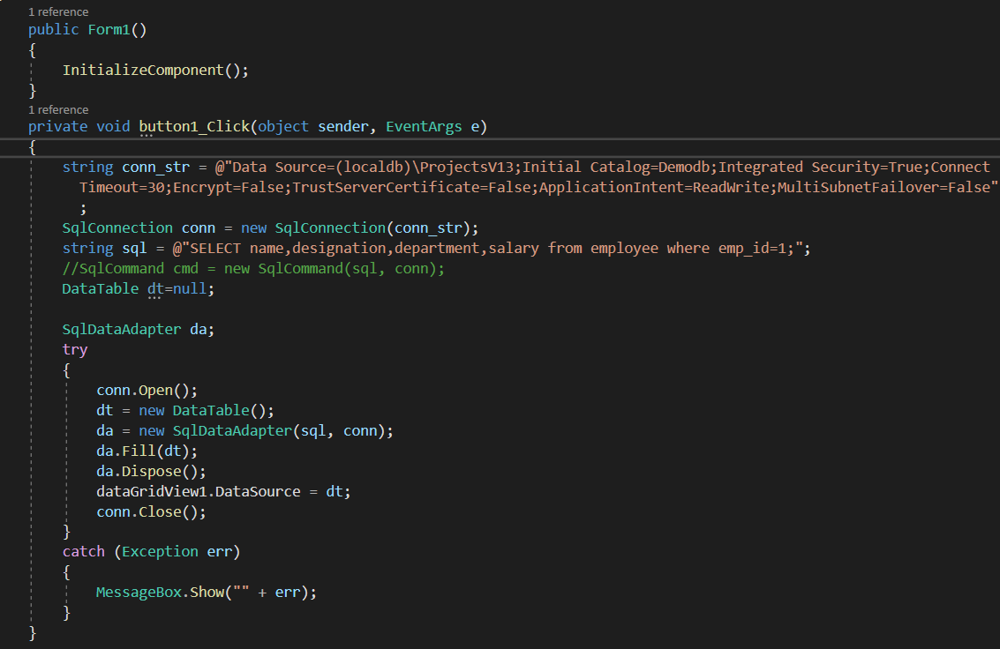 1 reference
public Form1()
{
InitializeComponent();
}
1 reference
private void button1_Click(object sender, EventArgs e)
{
string conn_str = @"Data Source=(localdb)\ProjectsV13;Initial Catalog=Demodb;Integrated Security=True;Connect
Timeout=30;Encrypt=False;TrustServerCertificate=False;ApplicationIntent=ReadWrite;MultiSubnetFailover=False"
;
SqlConnection conn = new SqlConnection(conn_str);
string sql = @"SELECT name,designation,department,salary from employee where emp_id=1;";
//SqlCommand cmd = new SqlCommand(sql, conn);
DataTable dt=null;
SqlDataAdapter da;
try
{
conn.Open();
dt = new DataTable();
da = new SqlDataAdapter(sql, conn);
da.Fill(dt);
da.Dispose();
dataGridView1.DataSource = dt;
conn.Close();
}
catch (Exception err)
{
MessageBox.Show("" + err);
}
}